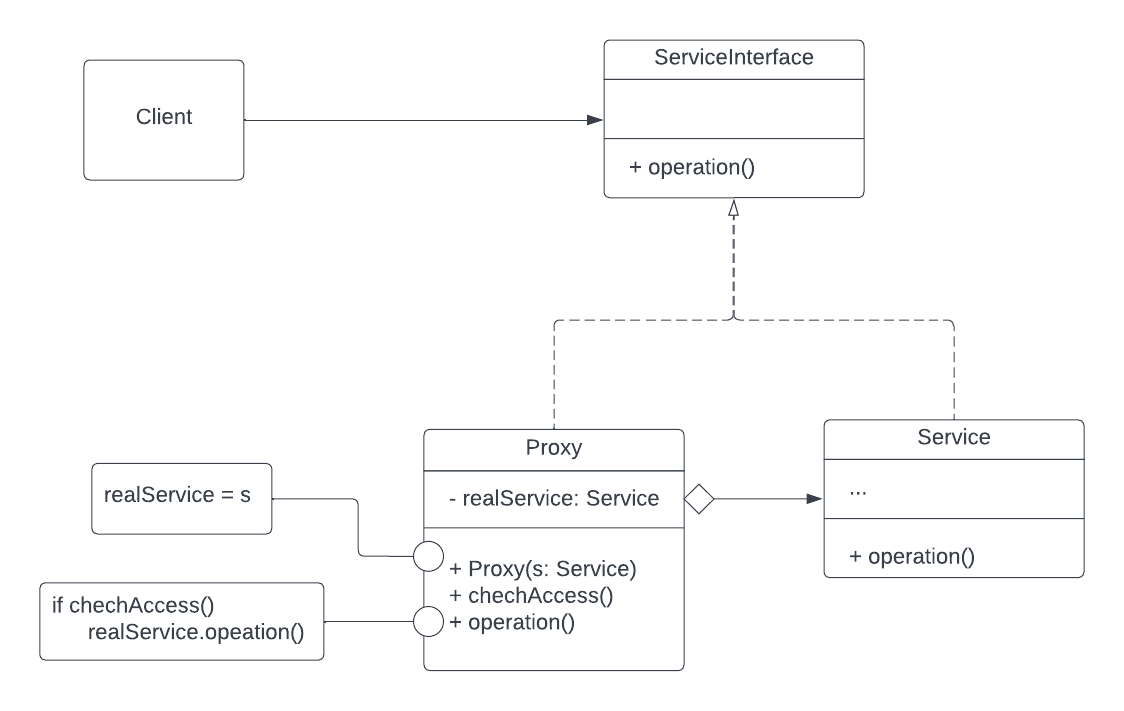 ServiceInterface
Client
+ operation()
Proxy
- realService: Service
+ Proxy(s: Service)
+ chechAccess()
+ operation()
Service
...
+ operation()
realService = s
if chechAccess()
realService.opeation()